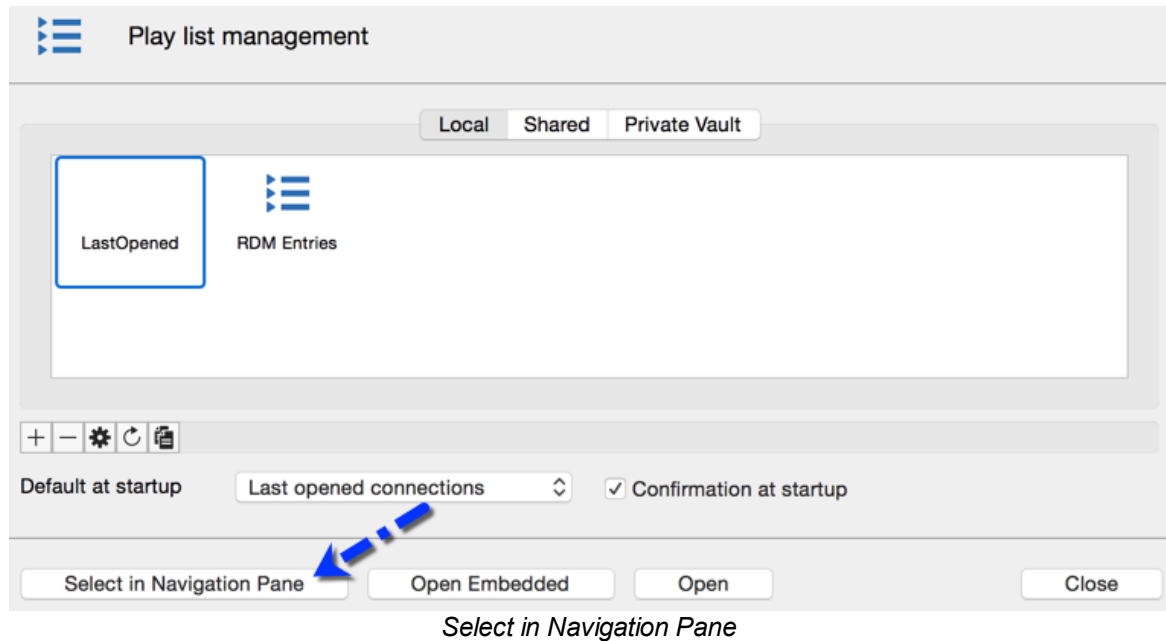 Play list management
Local Shared Private Vault
LastOpened RDM Entries
Default at startup Last opened connections Confirmation at startup
Select in Navigation Pane Open Embedded Open Close
Select in Navigation Pane